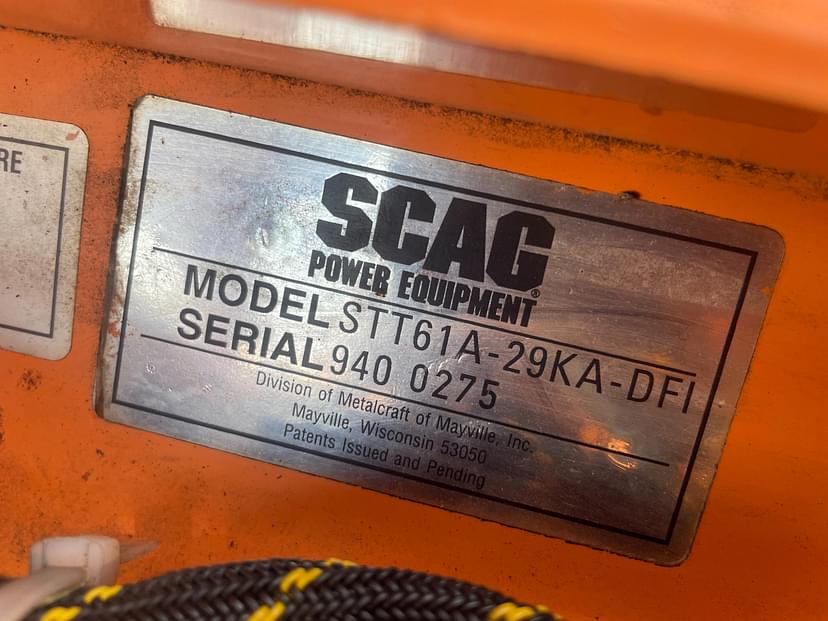 RE
SCAG
POWER EQUIPMENT®
MODEL STT61A-29KA-DFI
SERIAL 940 0275
Division of Metalcraft of Mayville, Inc.
Mayville, Wisconsin 53050
Patents Issued and Pending